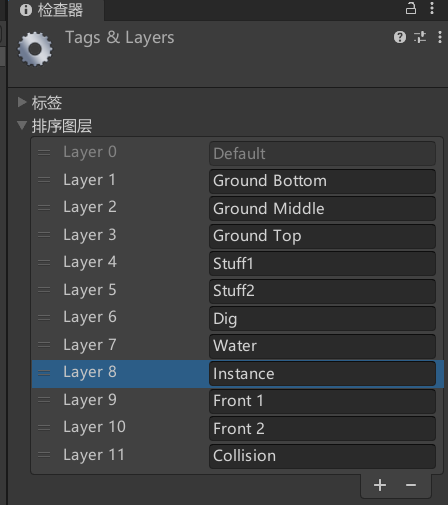 检查器
Tags & Layers
标签
排序图层
Layer 0 Default
Layer 1 Ground Bottom
Layer 2 Ground Middle
Layer 3 Ground Top
Layer 4 Stuff1
Layer 5 Stuff2
Layer 6 Dig
Layer 7 Water
Layer 8 Instance
Layer 9 Front 1
Layer 10 Front 2
Layer 11 Collision